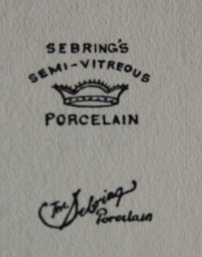 SEBRING'S
SEMI-VITREOUS
PORCELAIN
The Sebring
Porcelain